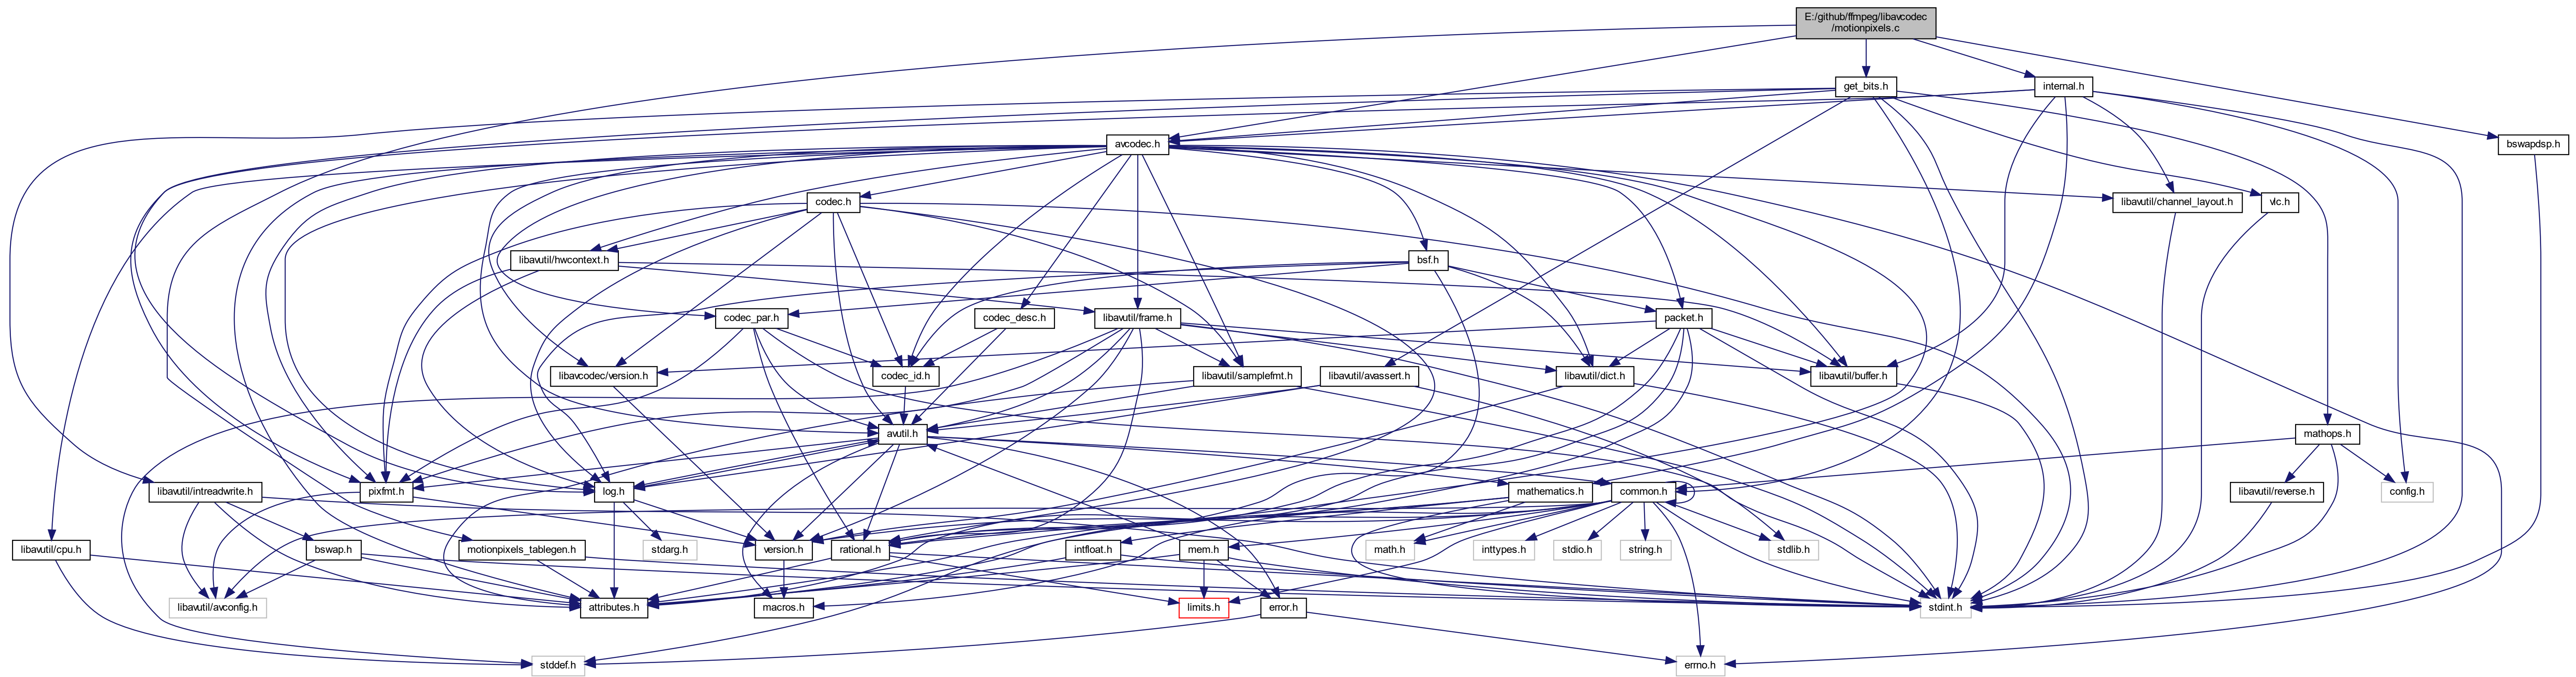 E:/github/ffmpeg/libavcodec
/motionpixels.c
get_bits.h
internal.h
avcodec.h
bswapdsp.h
codec.h
libavutil/channel_layout.h
vlc.h
libavutil/hwcontext.h
bsf.h
codec_par.h
codec_desc.h
libavutil/frame.h
packet.h
libavcodec/version.h
codec_id.h
libavutil/samplefmt.h
libavutil/avassert.h
libavutil/dict.h
libavutil/buffer.h
avutil.h
mathops.h
libavutil/intreadwrite.h
pixfmt.h
log.h
mathematics.h
common.h
libavutil/reverse.h
config.h
libavutil/cpu.h
bswap.h
motionpixels_tablegen.h
stdarg.h
version.h
rational.h
intfloat.h
mem.h
math.h
inttypes.h
stdio.h
string.h
stdlib.h
libavutil/avconfig.h
attributes.h
macros.h
limits.h
error.h
stdint.h
stddef.h
errno.h